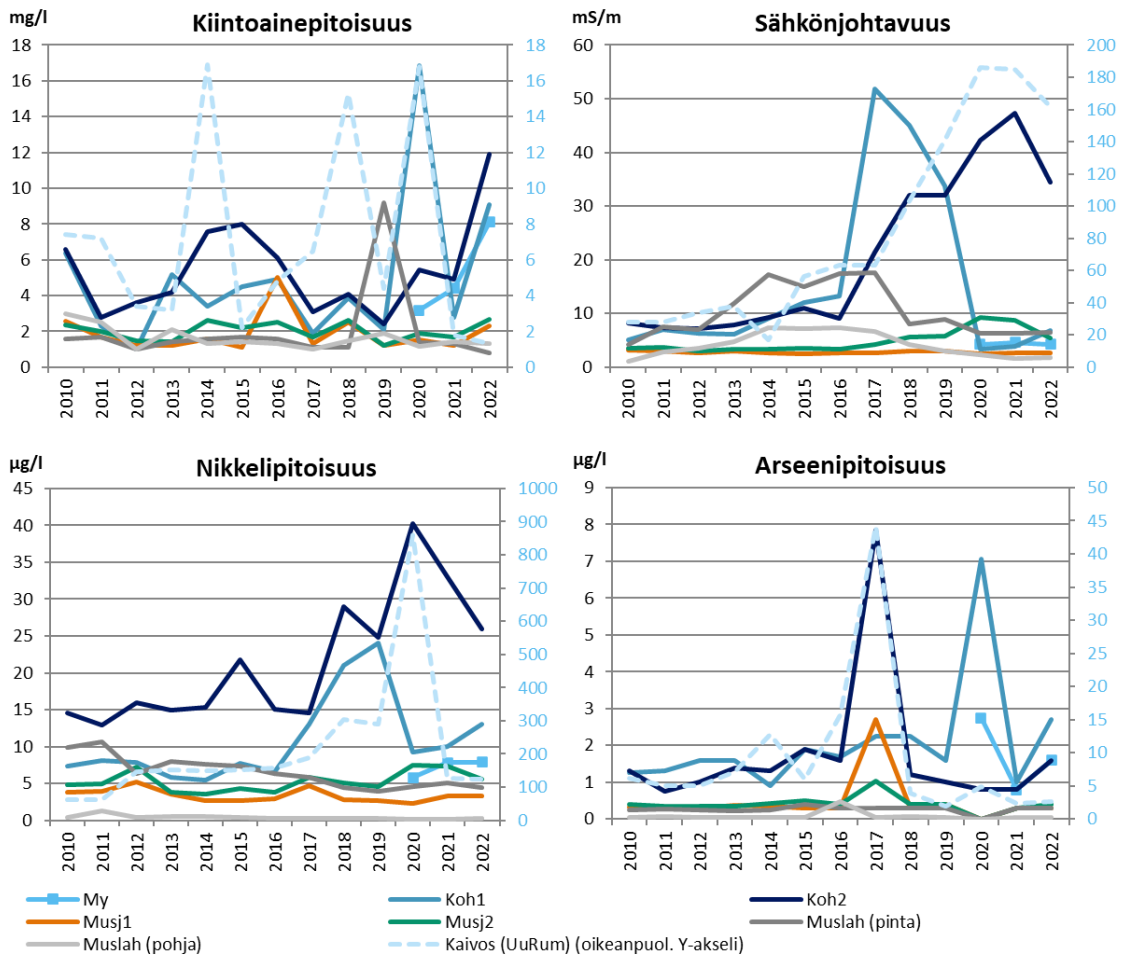 mg/l
Kiintoainepitoisuus
18 18
16 16
14 14
12 12
10 10
8 8
6 6
4 4
2 2
0 0
2010 2011 2012 2013 2014 2015 2016 2017 2018 2019 2020 2021 2022
mS/m
Sähkönjohtavuus
60 200
180
50 160
140
40 120
30 100
80
20 60
40
10 20
0 0
2010 2011 2012 2013 2014 2015 2016 2017 2018 2019 2020 2021 2022
µg/l
Nikkelipitoisuus
45 1000
40 900
35 800
700
30 600
25 500
20 400
15 300
10 200
5 100
0 0
2010 2011 2012 2013 2014 2015 2016 2017 2018 2019 2020 2021 2022
µg/l
Arseenipitoisuus
9 50
8 45
7 40
6 35
5 30
25
4 20
3 15
2 10
1 5
0 0
2010 2011 2012 2013 2014 2015 2016 2017 2018 2019 2020 2021 2022
My Koh1 Koh2
Musj1 Musj2 Muslah (pinta)
Muslah (pohja) Kaivos (UuRum) (oikeanpuol. Y-akseli)